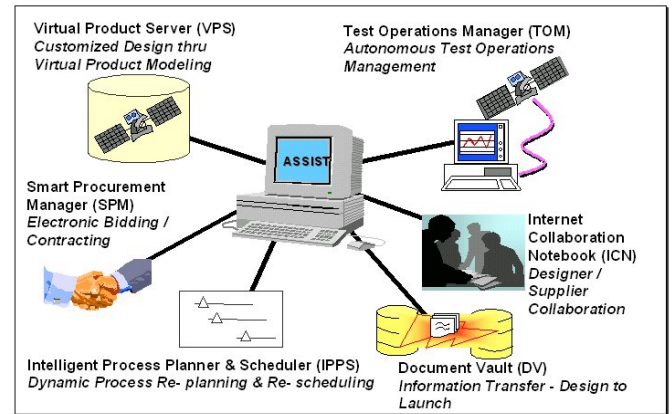 Virtual Product Server (VPS)
Customized Design thru
Virtual Product Modeling
Test Operations Manager (TOM)
Autonomous Test Operations
Management
ASSIST
Smart Procurement
Manager (SPM)
Electronic Bidding /
Contracting
Internet
Collaboration
Notebook (ICN)
Designer /
Supplier
Collaboration
Intelligent Process Planner & Scheduler (IPPS)
Dynamic Process Re- planning & Re- scheduling
Document Vault (DV)
Information Transfer - Design to
Launch